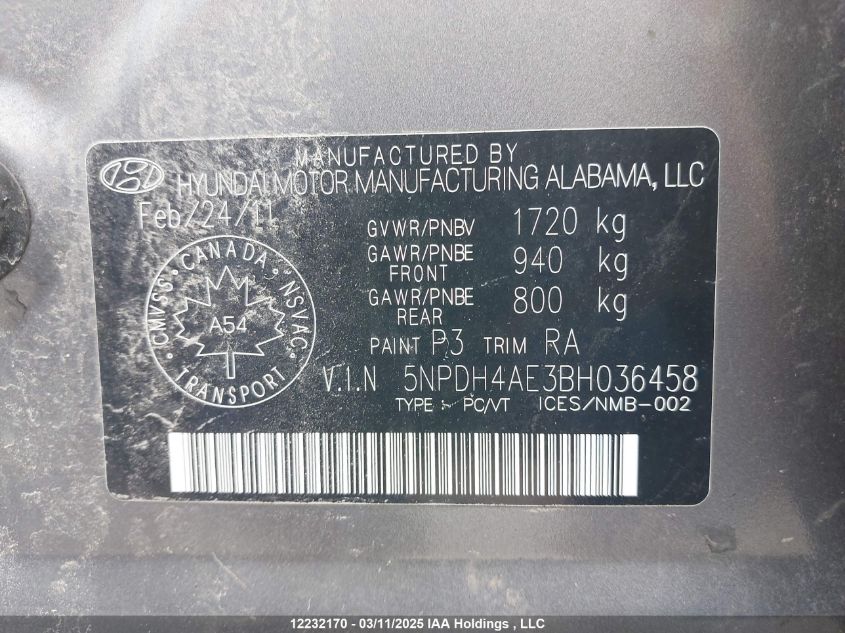 MANUFACTURED BY
HYUNDAI MOTOR MANUFACTURING ALABAMA, LLC
Feb/24/11
GVWR/PNBV 1720 kg
GAWR/PNBE FRONT 940 kg
GAWR/PNBE REAR 800 kg
PAINT P3 TRIM RA
V.I.N 5NPDH4AE3BH036458
TYPE : PC/VT ICES/NMB-002
CANADA
CMVSS · NSVAC
A54
TRANSPORT
12232170 - 03/11/2025 IAA Holdings , LLC